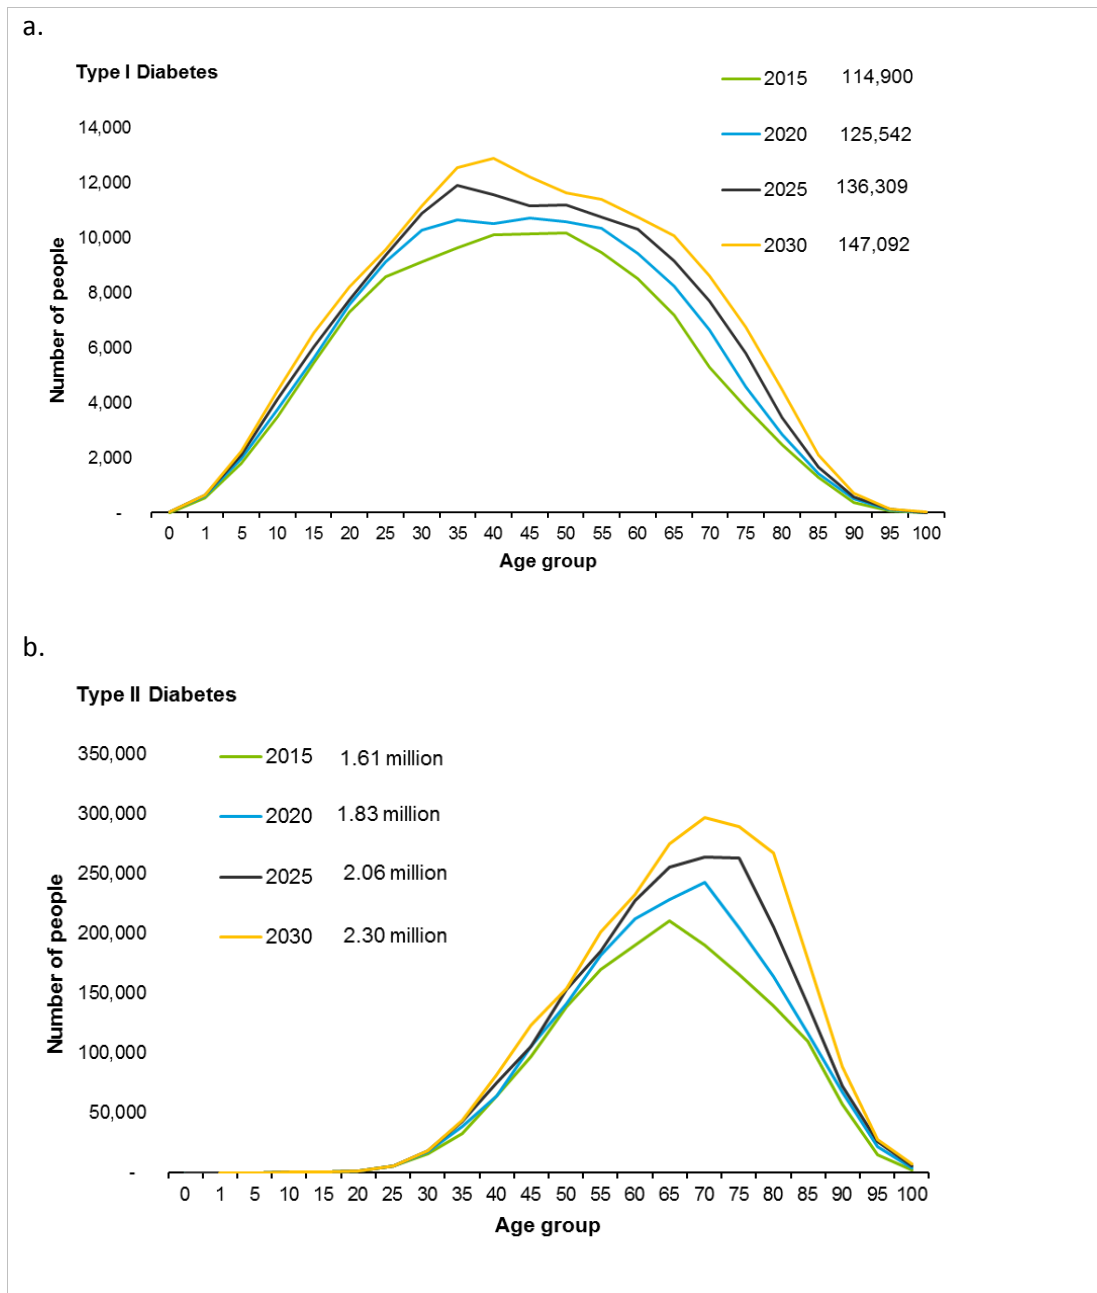 a.
Type I Diabetes
2015 114,900
2020 125,542
2025 136,309
2030 147,092
14,000
12,000
10,000
8,000
6,000
4,000
2,000
-
Number of people
0 1 5 10 15 20 25 30 35 40 45 50 55 60 65 70 75 80 85 90 95 100
Age group
b.
Type II Diabetes
2015 1.61 million
2020 1.83 million
2025 2.06 million
2030 2.30 million
350,000
300,000
250,000
200,000
150,000
100,000
50,000
-
Number of people
0 1 5 10 15 20 25 30 35 40 45 50 55 60 65 70 75 80 85 90 95 100
Age group